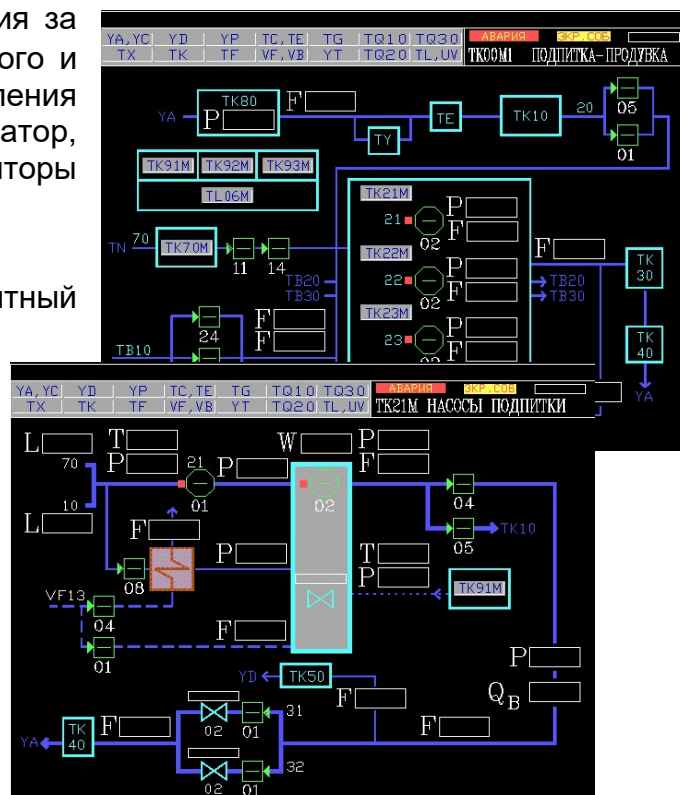 ия за
ого и
ления
атор,
торы
итный
YA,YC YD YP TC,TE TG TQ10 TQ30 АВАРИЯ ЭКР.СОБ
TX TK TF VF,VB YT TQ20 TL,UV TK00M1 ПОДПИТКА-ПРОДУВКА
YA TK80 P F TY TE TK10 20 05
01
TK91M TK92M TK93M
TL06M
TK21M
21 02 P F
TN 70 TK70M 11 14
TK22M
22 02 P F
F TK 30
TB20
TB30
TB20
TB30
TK23M
23 P F
24 F F
TB10
TK 40
YA
YA,YC YD YP TC,TE TG TQ10 TQ30 АВАРИЯ ЭКР.СОБ
TX TK TF VF,VB YT TQ20 TL,UV TK21M НАСОСЫ ПОДПИТКИ
L T W P
70 P 21 P F
01 02 04
10
L F 05 TK10
08 P T
P TK91M
VF13
04
F
01
P
YD TK50
F
QB
F 31 F
TK 40 02 01
YA
32
02 01